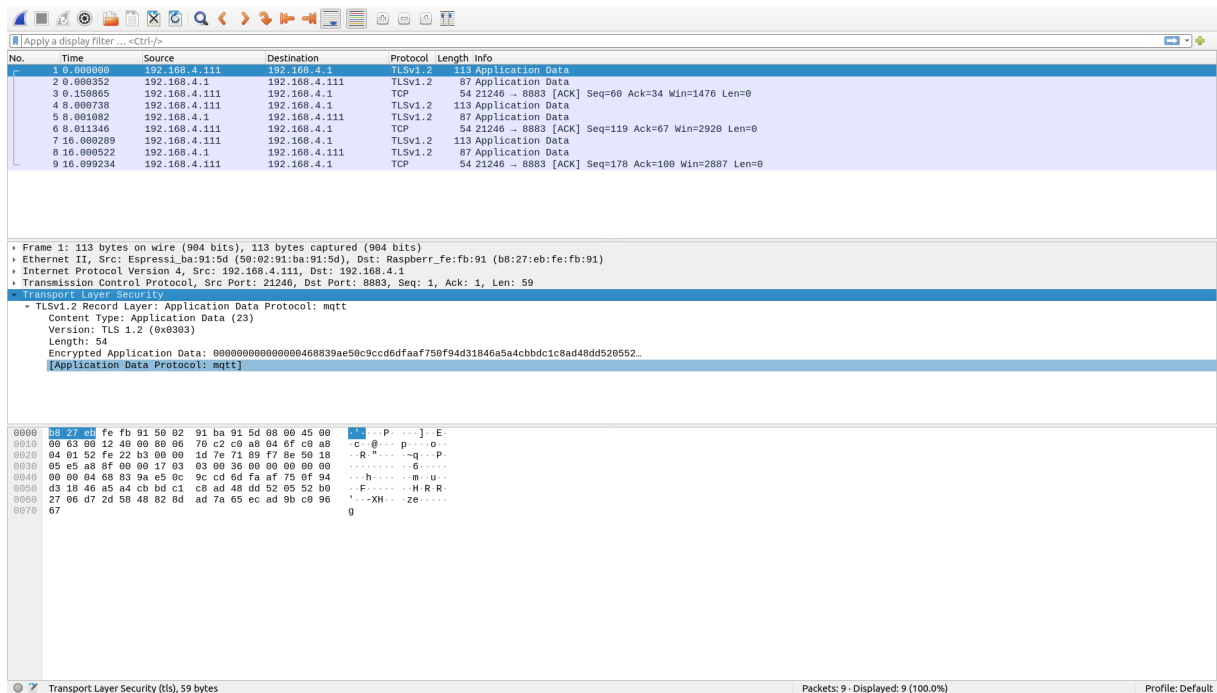 Apply a display filter ... <Ctrl-/>
No. Time Source Destination Protocol Length Info
1 0.000000 192.168.4.111 192.168.4.1 TLSv1.2 113 Application Data
2 0.000352 192.168.4.1 192.168.4.111 TLSv1.2 87 Application Data
3 0.150865 192.168.4.111 192.168.4.1 TCP 54 21246 → 8883 [ACK] Seq=60 Ack=34 Win=1476 Len=0
4 8.000738 192.168.4.111 192.168.4.1 TLSv1.2 113 Application Data
5 8.001082 192.168.4.1 192.168.4.111 TLSv1.2 87 Application Data
6 8.011346 192.168.4.111 192.168.4.1 TCP 54 21246 → 8883 [ACK] Seq=119 Ack=67 Win=2920 Len=0
7 16.000289 192.168.4.111 192.168.4.1 TLSv1.2 113 Application Data
8 16.000522 192.168.4.1 192.168.4.111 TLSv1.2 87 Application Data
9 16.099234 192.168.4.111 192.168.4.1 TCP 54 21246 → 8883 [ACK] Seq=178 Ack=100 Win=2887 Len=0
Frame 1: 113 bytes on wire (904 bits), 113 bytes captured (904 bits)
Ethernet II, Src: Espressi_ba:91:5d (50:02:91:ba:91:5d), Dst: Raspberr_fe:fb:91 (b8:27:eb:fe:fb:91)
Internet Protocol Version 4, Src: 192.168.4.111, Dst: 192.168.4.1
Transmission Control Protocol, Src Port: 21246, Dst Port: 8883, Seq: 1, Ack: 1, Len: 59
Transport Layer Security
TLSv1.2 Record Layer: Application Data Protocol: mqtt
Content Type: Application Data (23)
Version: TLS 1.2 (0x0303)
Length: 54
Encrypted Application Data: 000000000000000468839ae50c9ccd6dfaaf750f94d31846a5a4cbbdc1c8ad48dd520552…
[Application Data Protocol: mqtt]
0000 b8 27 eb fe fb 91 50 02 91 ba 91 5d 08 00 45 00 ·'····P· ···]··E·
0010 00 63 00 12 40 00 80 06 70 c2 c0 a8 04 6f c0 a8 ·c··@··· p····o··
0020 04 01 52 fe 22 b3 00 00 1d 7e 71 89 f7 8e 50 18 ··R·"··· ·~q···P·
0030 05 e5 a8 8f 00 00 17 03 03 00 36 00 00 00 00 00 ········ ··6·····
0040 00 00 04 68 83 9a e5 0c 9c cd 6d fa af 75 0f 94 ···h···· ··m··u··
0050 d3 18 46 a5 a4 cb bd c1 c8 ad 48 dd 52 05 52 b0 ··F····· ··H·R·R·
0060 27 06 d7 2d 58 48 82 8d ad 7a 65 ec ad 9b c0 96 '··-XH·· ·ze·····
0070 67 g
Transport Layer Security (tls), 59 bytes Packets: 9 · Displayed: 9 (100.0%) Profile: Default